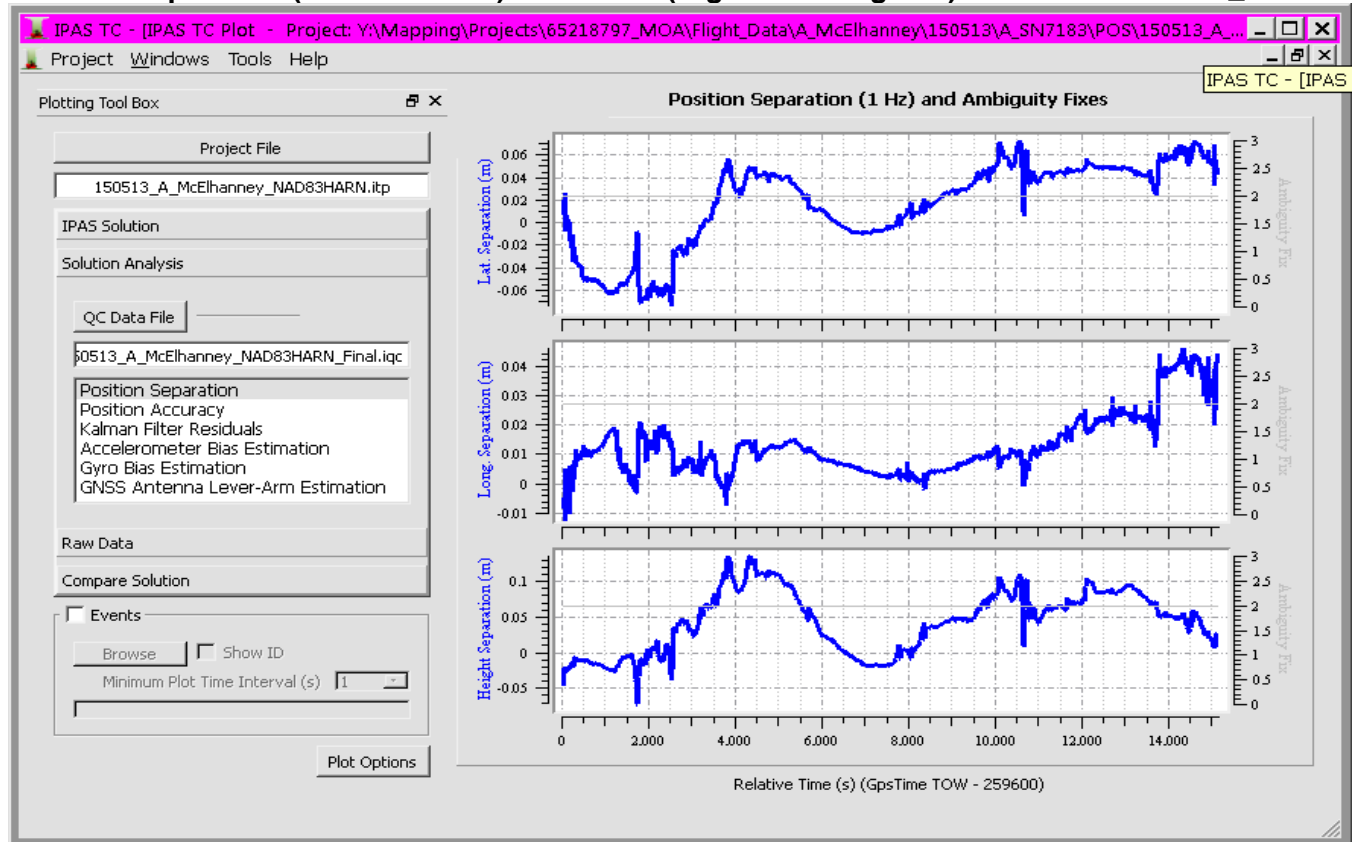 IPAS TC - [IPAS TC Plot - Project: Y:\Mapping\Projects\65218797_MOA\Flight_Data\A_McElhanney\150513\A_SN7183\POS\150513_A_...
Project Windows Tools Help
IPAS TC - [IPAS
Plotting Tool Box
Project File
150513_A_McElhanney_NAD83HARN.itp
IPAS Solution
Solution Analysis
QC Data File
50513_A_McElhanney_NAD83HARN_Final.iqc
Position Separation
Position Accuracy
Kalman Filter Residuals
Accelerometer Bias Estimation
Gyro Bias Estimation
GNSS Antenna Lever-Arm Estimation
Raw Data
Compare Solution
Events
Browse
Show ID
Minimum Plot Time Interval (s)
1
Plot Options
Position Separation (1 Hz) and Ambiguity Fixes
Lat. Separation (m)
0.06
0.04
0.02
0
-0.02
-0.04
-0.06
3
2.5
2
1.5
1
0.5
0
Ambiguity Fix
Long. Separation (m)
0.04
0.03
0.02
0.01
0
-0.01
3
2.5
2
1.5
1
0.5
0
Ambiguity Fix
Height Separation (m)
0.1
0.05
0
-0.05
3
2.5
2
1.5
1
0.5
0
Ambiguity Fix
0 2.000 4.000 6.000 8.000 10.000 12.000 14.000
Relative Time (s) (GpsTime TOW - 259600)